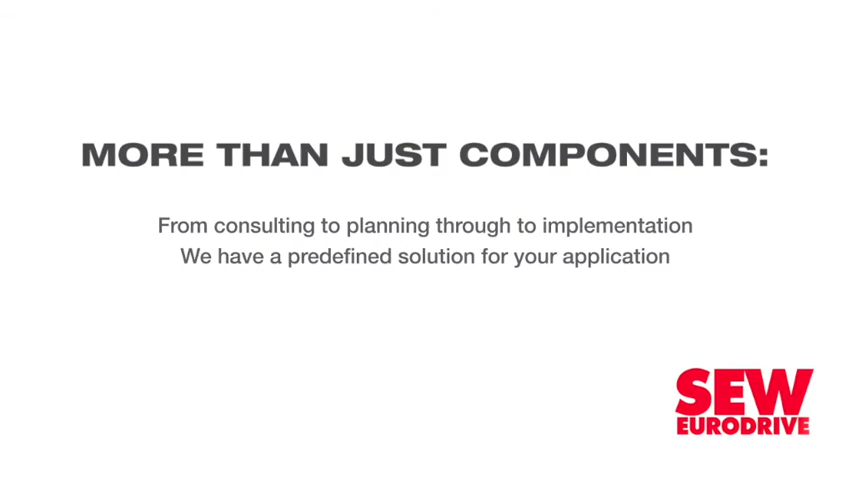 MORE THAN JUST COMPONENTS:
From consulting to planning through to implementation
We have a predefined solution for your application
SEW
EURODRIVE